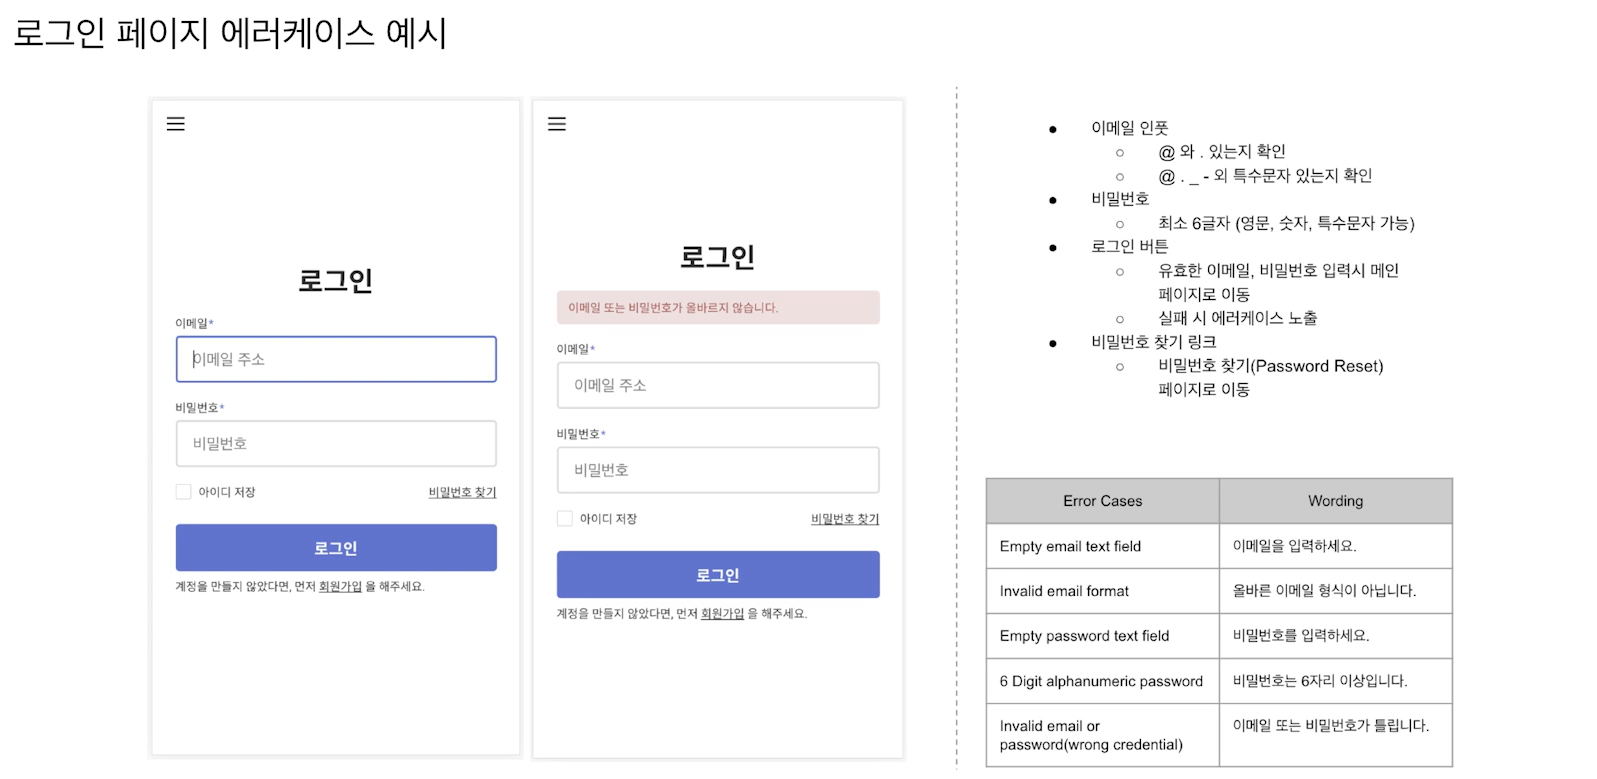 로그인 페이지 에러케이스 예시
로그인
이메일*
이메일 주소
비밀번호*
비밀번호
아이디 저장
비밀번호 찾기
로그인
계정을 만들지 않았다면, 먼저 회원가입 을 해주세요.
로그인
이메일 또는 비밀번호가 올바르지 않습니다.
이메일*
이메일 주소
비밀번호*
비밀번호
아이디 저장
비밀번호 찾기
로그인
계정을 만들지 않았다면, 먼저 회원가입 을 해주세요.
● 이메일 인풋
○ @ 와 . 있는지 확인
○ @ . _ - 외 특수문자 있는지 확인
● 비밀번호
○ 최소 6글자 (영문, 숫자, 특수문자 가능)
● 로그인 버튼
○ 유효한 이메일, 비밀번호 입력시 메인
페이지로 이동
○ 실패 시 에러케이스 노출
● 비밀번호 찾기 링크
○ 비밀번호 찾기(Password Reset)
페이지로 이동
Error Cases
Wording
Empty email text field
이메일을 입력하세요.
Invalid email format
올바른 이메일 형식이 아닙니다.
Empty password text field
비밀번호를 입력하세요.
6 Digit alphanumeric password
비밀번호는 6자리 이상입니다.
Invalid email or
password(wrong credential)
이메일 또는 비밀번호가 틀립니다.